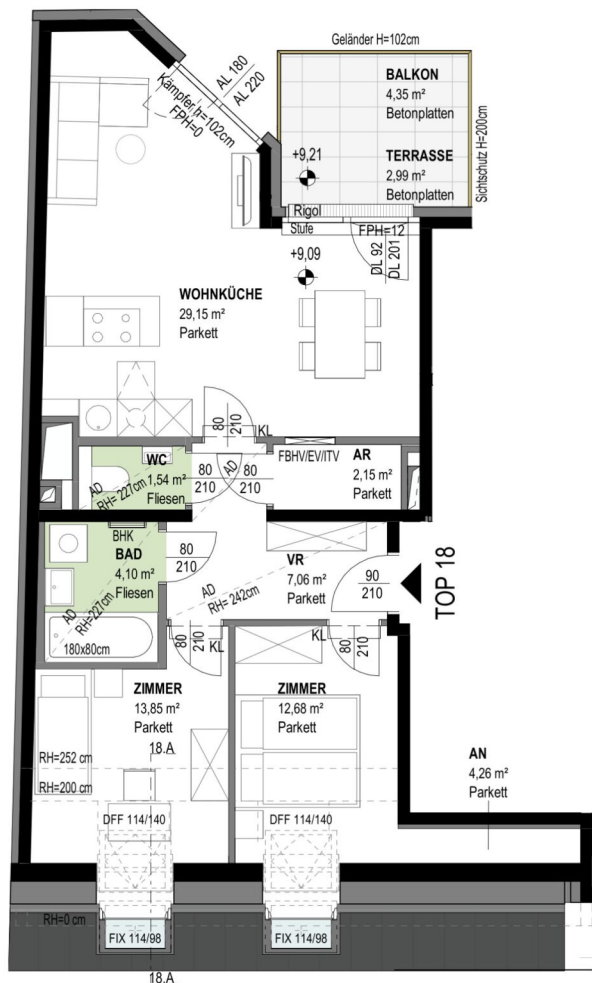 Geländer H=102cm
AL 180
AL 220
Kämpfer h=102cm
FPH=0
BALKON
4,35 m²
Betonplatten
TERRASSE
2,99 m²
Betonplatten
Sichtschutz H=200cm
+9,21
Rigol
Stufe
FPH=12
DL 92
DL 201
+9,09
WOHNKÜCHE
29,15 m²
Parkett
80
210
KL
WC
1,54 m²
Fliesen
AD
RH= 227cm
80
210
AD
80
210
FBHV/EV/ITV
AR
2,15 m²
Parkett
BHK
BAD
4,10 m²
Fliesen
AD
RH=227cm
180x80cm
80
210
VR
7,06 m²
Parkett
AD
RH= 242cm
90
210
TOP 18
80
210
KL
80
210
KL
ZIMMER
13,85 m²
Parkett
18.A
ZIMMER
12,68 m²
Parkett
RH=252 cm
RH=200 cm
AN
4,26 m²
Parkett
DFF 114/140
DFF 114/140
RH=0 cm
FIX 114/98
FIX 114/98
18.A